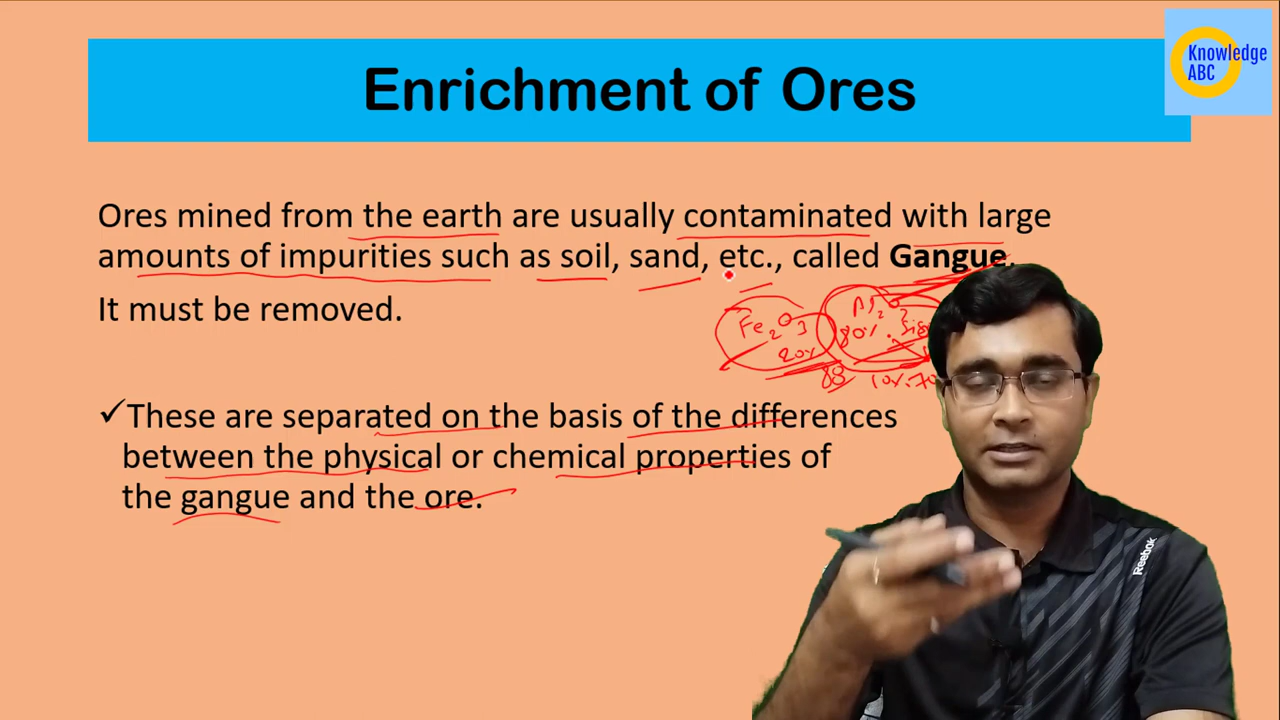 Enrichment of Ores
Knowledge
ABC
Ores mined from the earth are usually contaminated with large
amounts of impurities such as soil, sand, etc., called Gangue.
It must be removed.
Fe2O3
20%
80%.
✓These are separated on the basis of the differences
between the physical or chemical properties of
the gangue and the ore.
Reebok